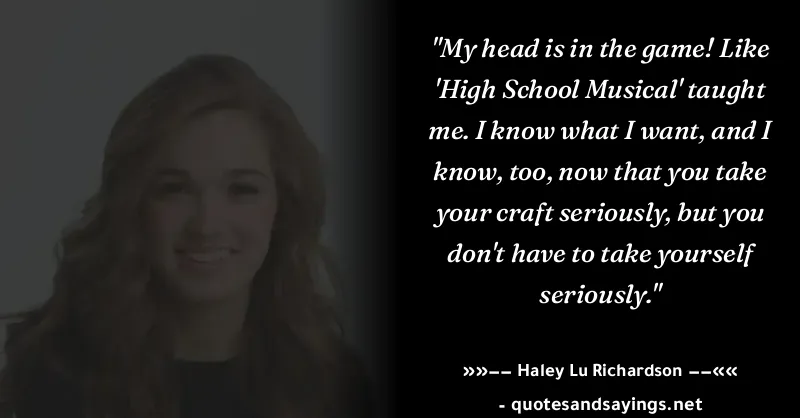 "My head is in the game! Like
'High School Musical' taught
me. I know what I want, and I
know, too, now that you take
your craft seriously, but you
don't have to take yourself
seriously."
»»−− Haley Lu Richardson −−««
- quotesandsayings.net